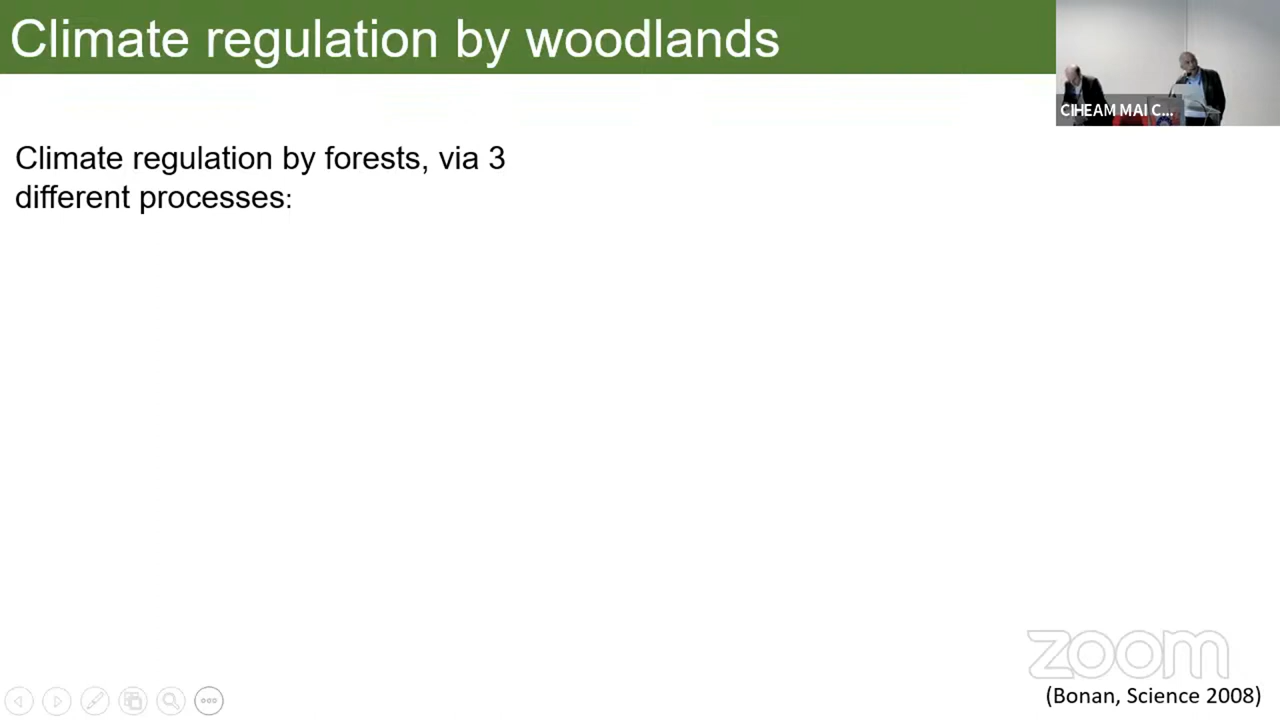 Climate regulation by woodlands
CIHEAM MAI C...
Climate regulation by forests, via 3
different processes:
zoom
(Bonan, Science 2008)